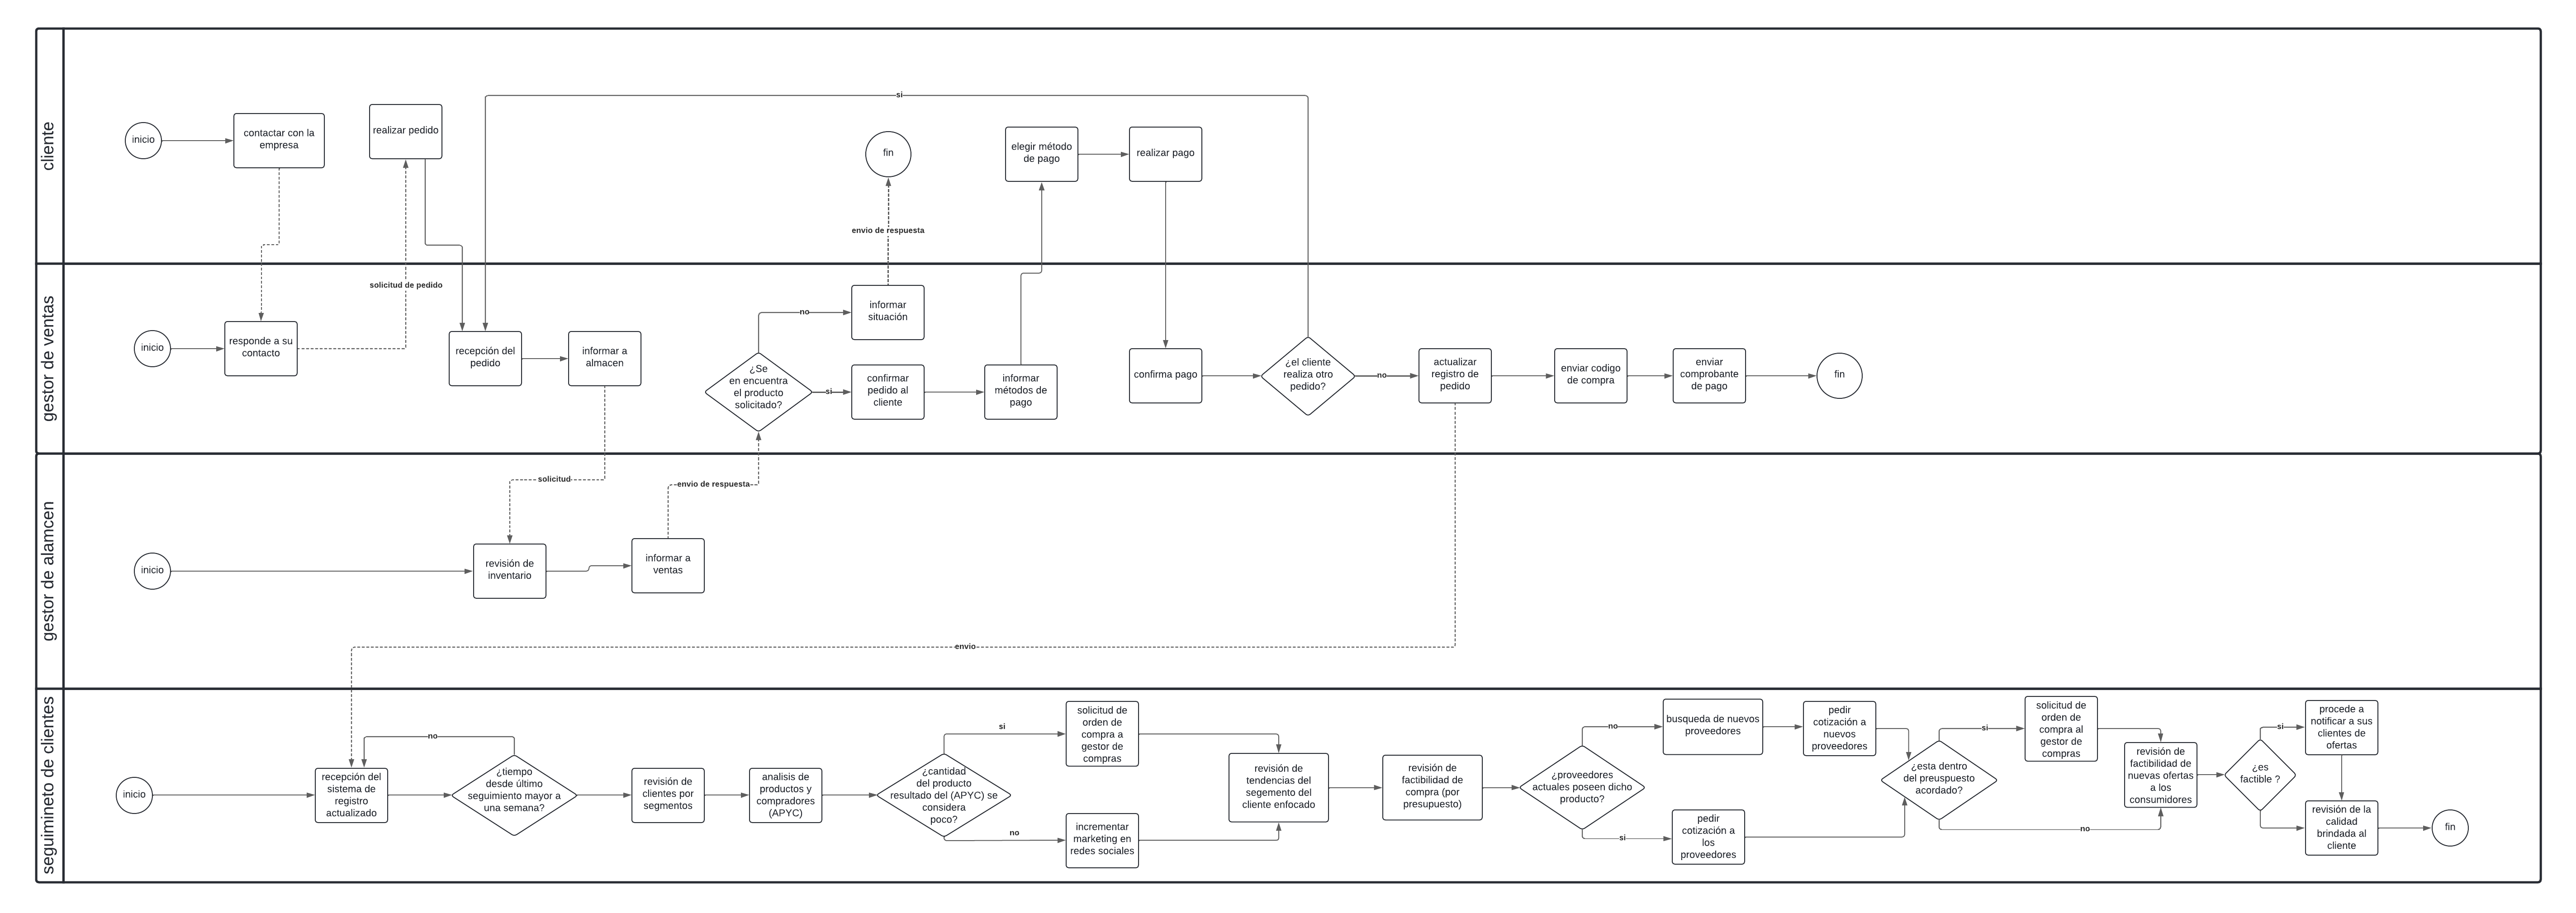 cliente
inicio
contactar con la
empresa
realizar pedido
si
fin
envio de respuesta
elegir método
de pago
realizar pago
gestor de ventas
inicio
responde a su
contacto
solicitud de pedido
recepción del
pedido
informar a
almacen
¿Se
en encuentra
el producto
solicitado?
no
informar
situación
si
confirmar
pedido al
cliente
informar
métodos de
pago
confirma pago
¿el cliente
realiza otro
pedido?
no
actualizar
registro de
pedido
enviar codigo
de compra
enviar
comprobante
de pago
fin
gestor de alamcen
solicitud
envio de respuesta
inicio
revisión de
inventario
informar a
ventas
envio
seguimineto de clientes
inicio
recepción del
sistema de
registro
actualizado
no
¿tiempo
desde último
seguimiento mayor a
una semana?
revisión de
clientes por
segmentos
analisis de
productos y
compradores
(APYC)
¿cantidad
del producto
resultado del (APYC) se
considera
poco?
si
solicitud de
orden de
compra a
gestor de
compras
no
incrementar
marketing en
redes sociales
revisión de
tendencias del
segemento del
cliente enfocado
revisión de
factibilidad de
compra (por
presupuesto)
¿proveedores
actuales poseen dicho
producto?
no
busqueda de nuevos
proveedores
pedir
cotización a
nuevos
proveedores
si
pedir
cotización a
los
proveedores
¿esta dentro
del preuspuesto
acordado?
si
solicitud de
orden de
compra al
gestor de
compras
no
revisión de
factibilidad de
nuevas ofertas
a los
consumidores
¿es
factible ?
si
procede a
notificar a sus
clientes de
ofertas
revisión de la
calidad
brindada al
cliente
fin